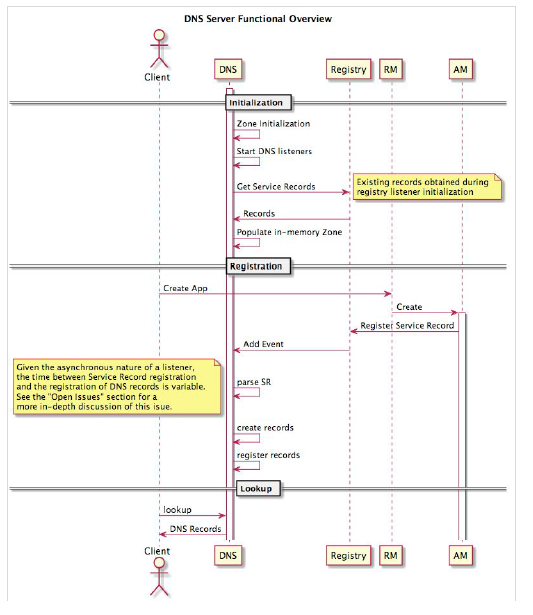 DNS Server Functional Overview
Client
DNS
Registry
RM
AM
Initialization
Zone Initialization
Start DNS listeners
Get Service Records
Existing records obtained during
registry listener initialization
Records
Populate in-memory Zone
Registration
Create App
Create
Register Service Record
Add Event
Given the asynchronous nature of a listener,
the time between Service Record registration
and the registration of DNS records is variable.
See the "Open Issues" section for a
more in-depth discussion of this isue.
parse SR
create records
register records
Lookup
lookup
DNS Records
Client
DNS
Registry
RM
AM